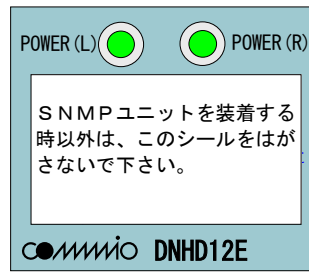 POWER(L) POWER(R)
SNMPユニットを装着する
時以外は、このシールをはが
さないで下さい。
commio DNHD12E